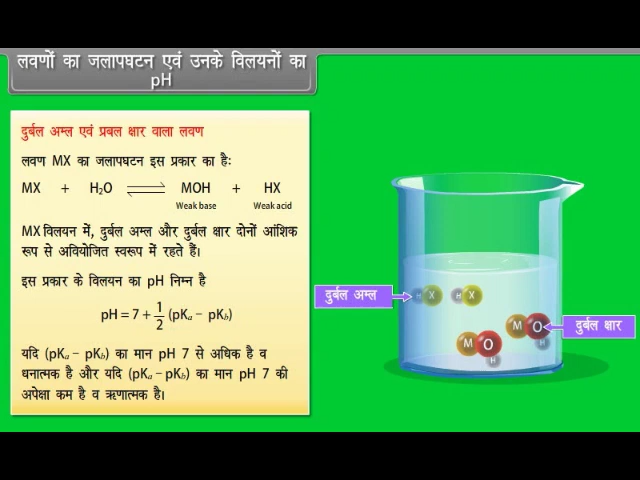 लवणों का जलापघटन एवं उनके विलयनों का
pH
दुर्बल अम्ल एवं प्रबल क्षार वाला लवण
लवण MX का जलापघटन इस प्रकार का है:
MX + H₂O ⇌ MOH + HX
Weak base Weak acid
MX विलयन में, दुर्बल अम्ल और दुर्बल क्षार दोनों आंशिक
रूप से अवियोजित स्वरूप में रहते हैं।
इस प्रकार के विलयन का pH निम्न है
pH = 7 + 1/2 (pKa − pKb)
यदि (pKa − pKb) का मान pH 7 से अधिक है व
धनात्मक है और यदि (pKa − pKb) का मान pH 7 की
अपेक्षा कम है व ऋणात्मक है।
दुर्बल अम्ल
H X
H X
M O H
M O H
दुर्बल क्षार